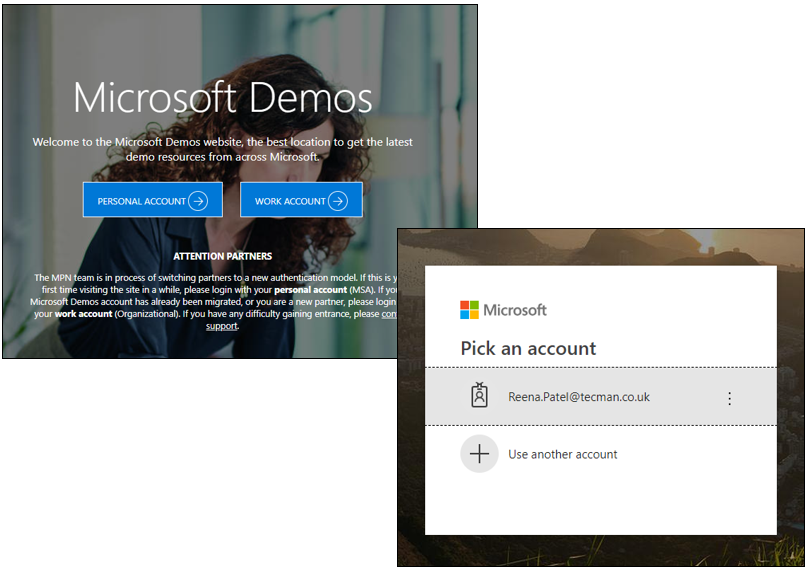 Microsoft Demos
Welcome to the Microsoft Demos website, the best location to get the latest
demo resources from across Microsoft.
PERSONAL ACCOUNT
WORK ACCOUNT
ATTENTION PARTNERS
The MPN team is in process of switching partners to a new authentication model. If this is y
first time visiting the site in a while, please login with your personal account (MSA). If you
Microsoft Demos account has already been migrated, or you are a new partner, please login
your work account (Organizational). If you have any difficulty gaining entrance, please con
support.
Microsoft
Pick an account
Reena.Patel@tecman.co.uk
Use another account